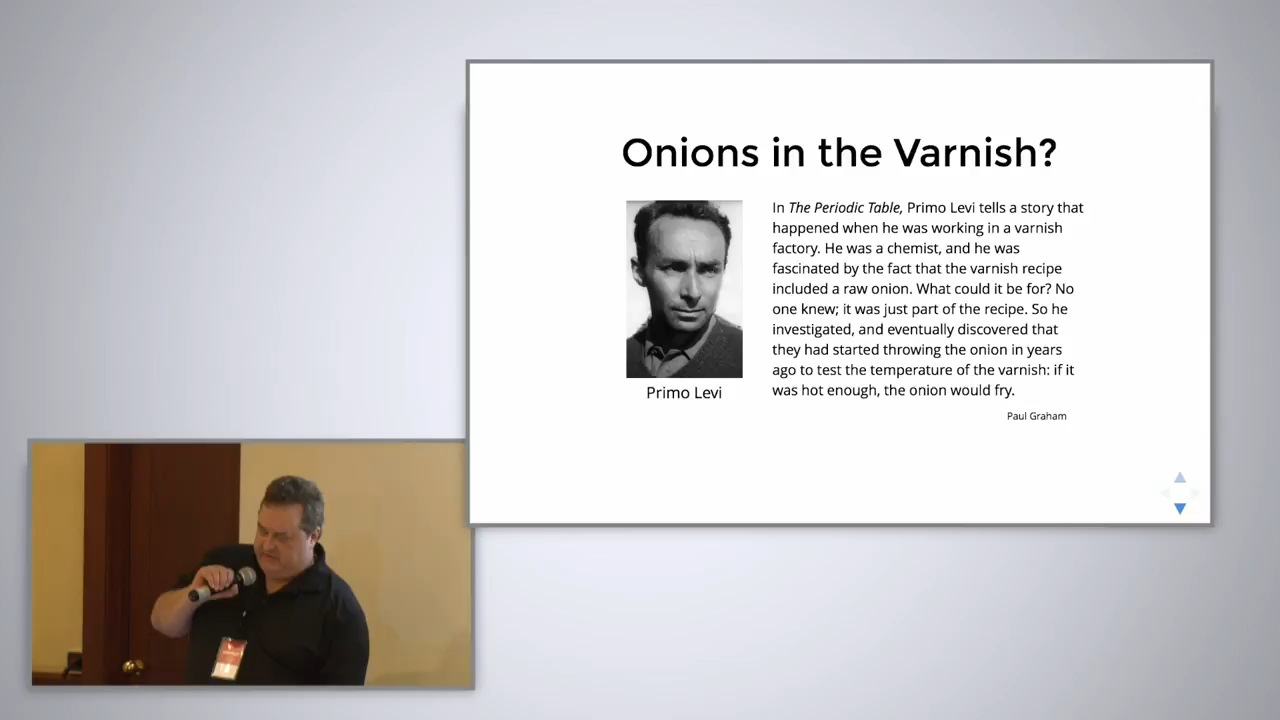 Onions in the Varnish?
In The Periodic Table, Primo Levi tells a story that
happened when he was working in a varnish
factory. He was a chemist, and he was
fascinated by the fact that the varnish recipe
included a raw onion. What could it be for? No
one knew; it was just part of the recipe. So he
investigated, and eventually discovered that
they had started throwing the onion in years
ago to test the temperature of the varnish: if it
was hot enough, the onion would fry.
Paul Graham
Primo Levi